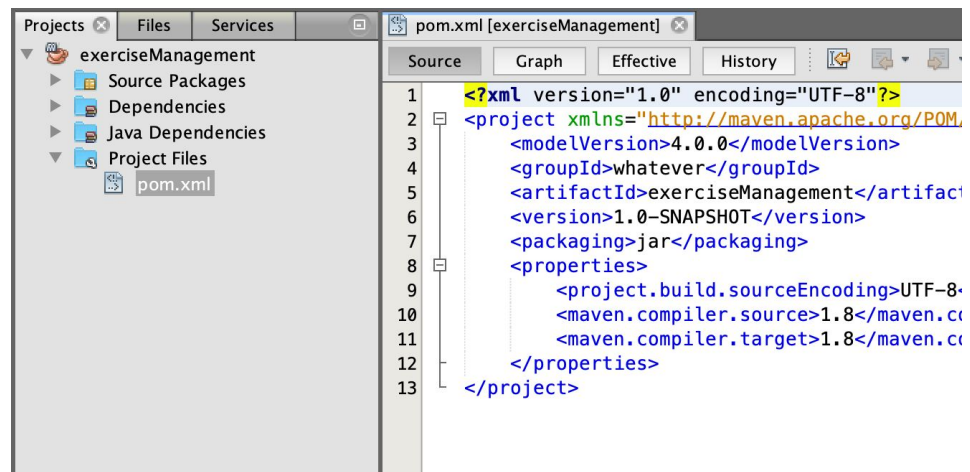 Projects Files Services
exerciseManagement
Source Packages
Dependencies
Java Dependencies
Project Files
pom.xml
pom.xml [exerciseManagement]
Source Graph Effective History
1 <?xml version="1.0" encoding="UTF-8"?>
2 <project xmlns="http://maven.apache.org/POM/
3 <modelVersion>4.0.0</modelVersion>
4 <groupId>whatever</groupId>
5 <artifactId>exerciseManagement</artifact
6 <version>1.0-SNAPSHOT</version>
7 <packaging>jar</packaging>
8 <properties>
9 <project.build.sourceEncoding>UTF-8<
10 <maven.compiler.source>1.8</maven.co
11 <maven.compiler.target>1.8</maven.co
12 </properties>
13 </project>